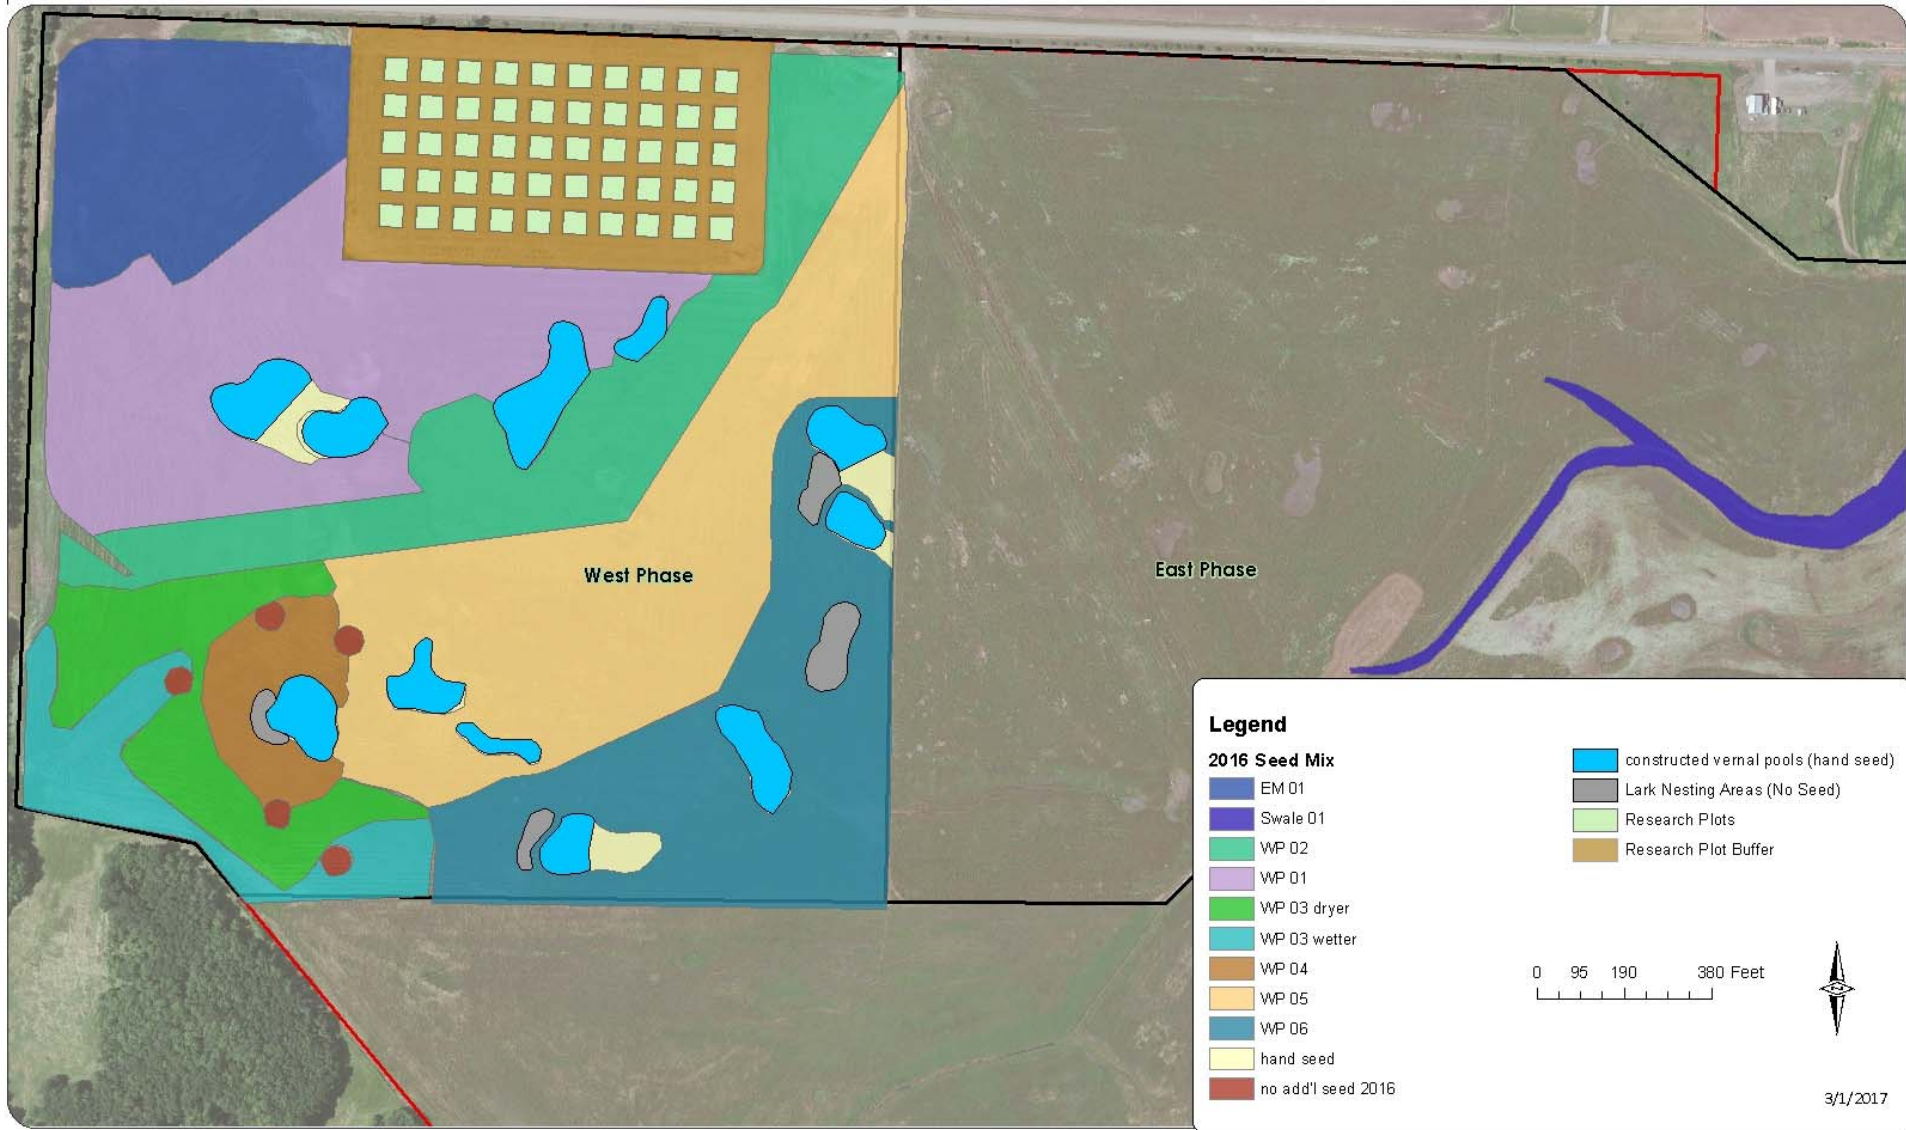 West Phase
East Phase
Legend
2016 Seed Mix
EM 01
Swale 01
WP 02
WP 01
WP 03 dryer
WP 03 wetter
WP 04
WP 05
WP 06
hand seed
no add'l seed 2016
constructed vernal pools (hand seed)
Lark Nesting Areas (No Seed)
Research Plots
Research Plot Buffer
0 95 190 380 Feet
N
3/1/2017